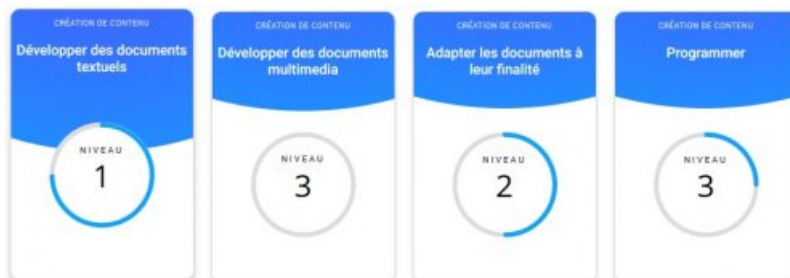 CRÉATION DE CONTENU
Développer des documents
textuels
NIVEAU
1
CRÉATION DE CONTENU
Développer des documents
multimedia
NIVEAU
3
CRÉATION DE CONTENU
Adapter les documents à
leur finalité
NIVEAU
2
CRÉATION DE CONTENU
Programmer
NIVEAU
3